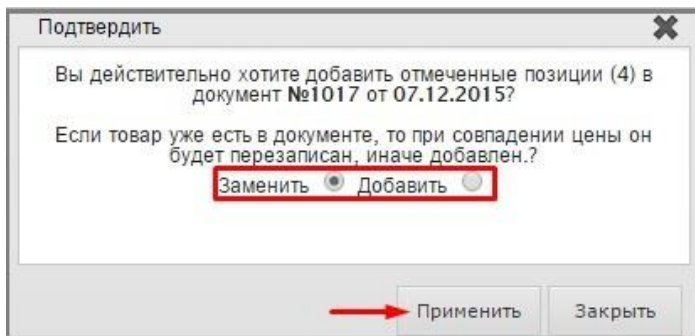 Подтвердить
Вы действительно хотите добавить отмеченные позиции (4) в
документ №1017 от 07.12.2015?
Если товар уже есть в документе, то при совпадении цены он
будет перезаписан, иначе добавлен.?
Заменить Добавить
Применить Закрыть